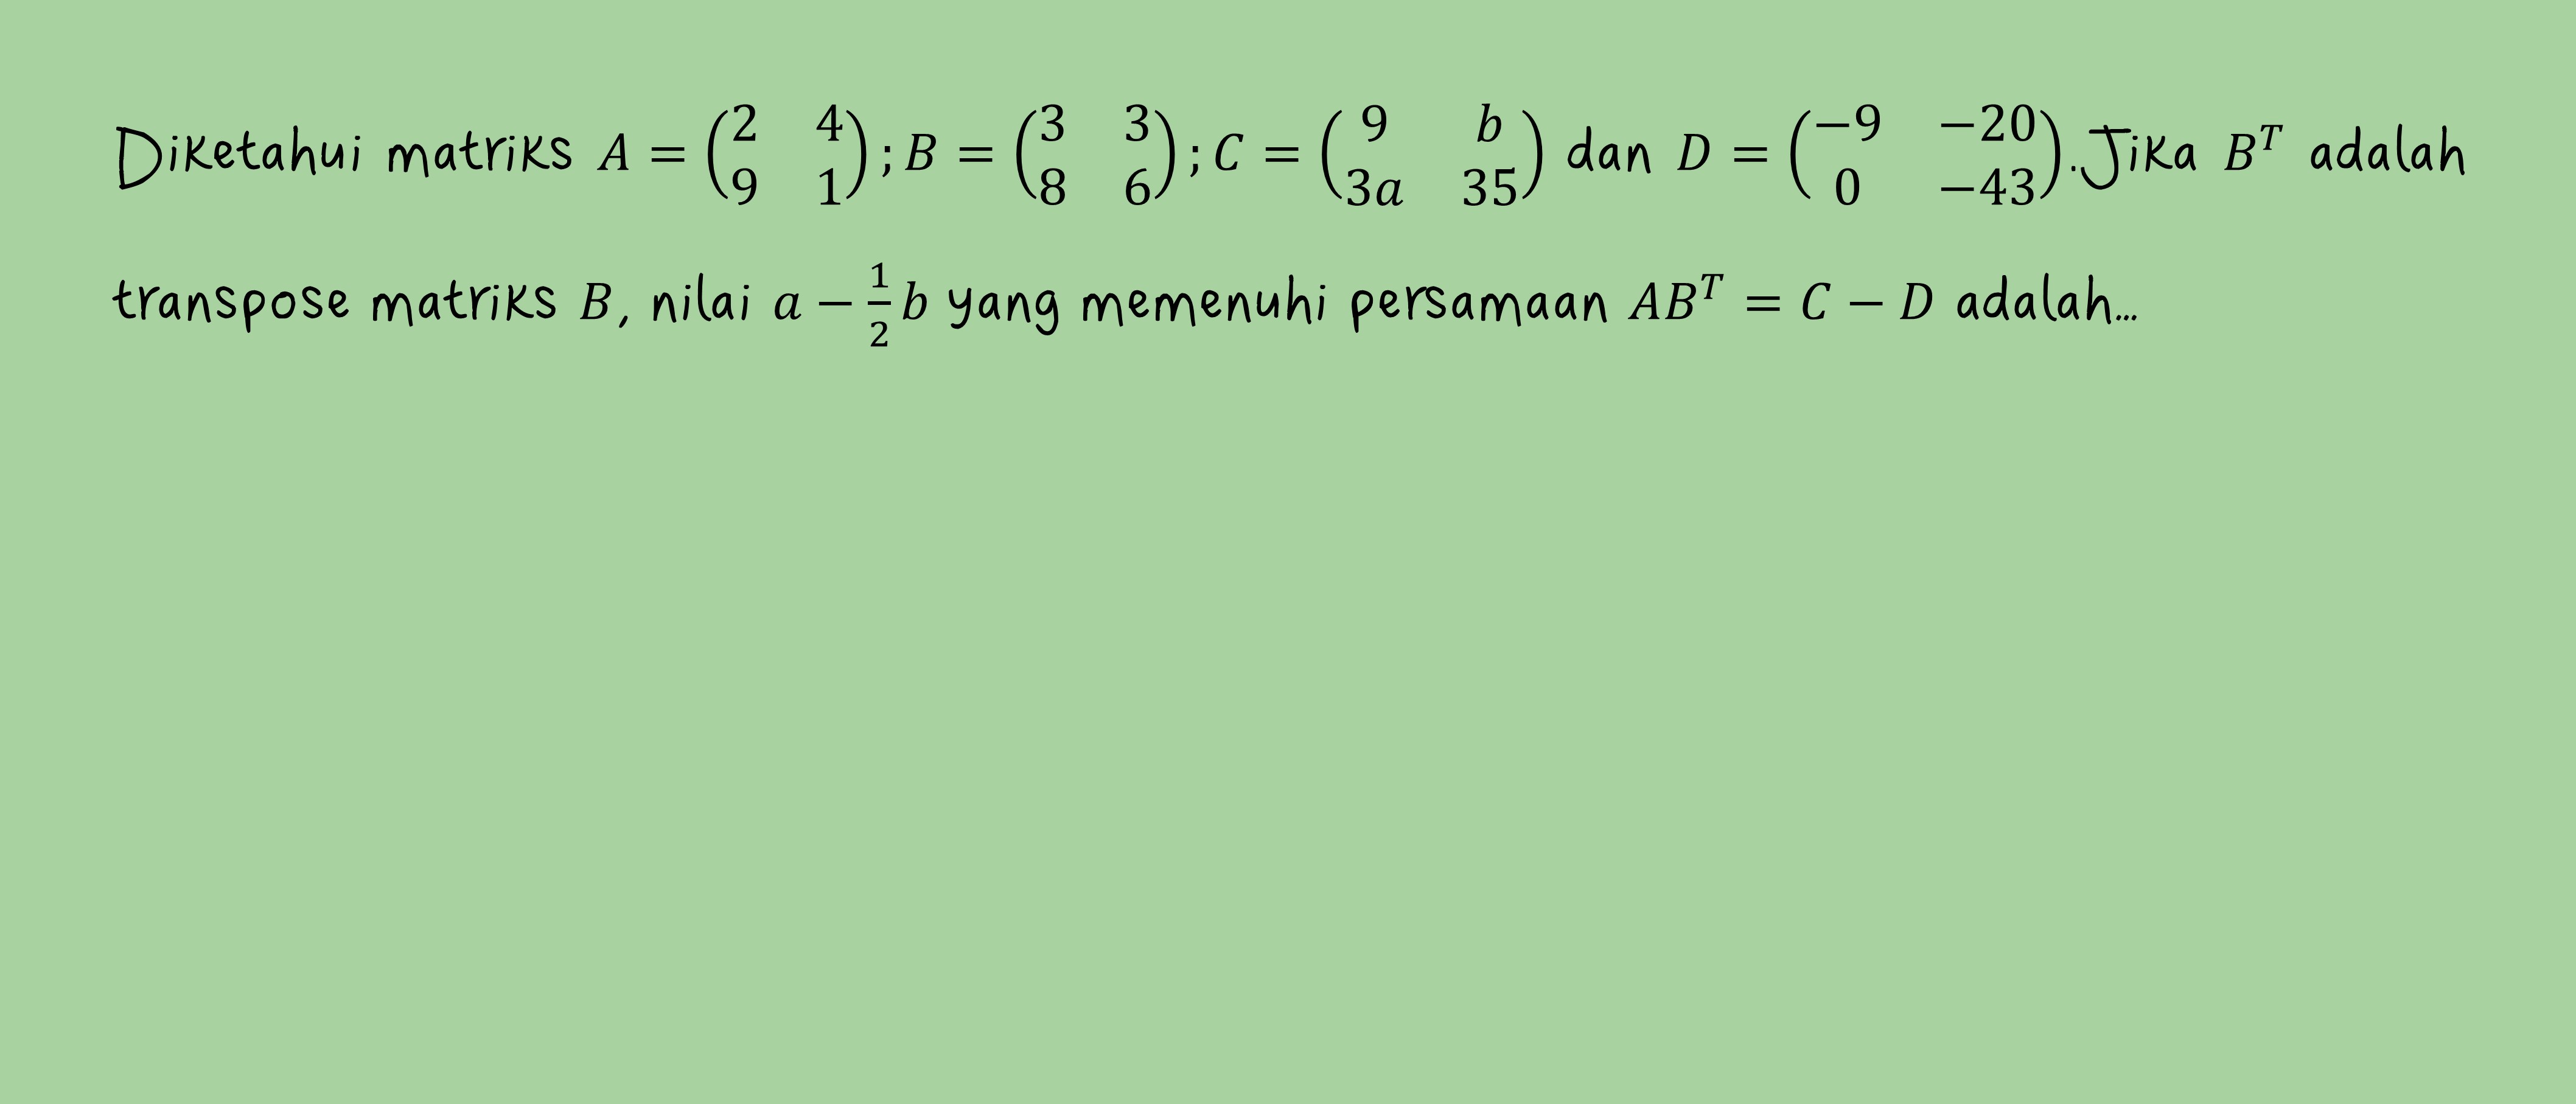 Diketahui matriks $A = \begin{pmatrix} 2 & 4 \\ 9 & 1 \end{pmatrix}; B = \begin{pmatrix} 3 & 3 \\ 8 & 6 \end{pmatrix}; C = \begin{pmatrix} 9 & b \\ 3a & 35 \end{pmatrix}$ dan $D = \begin{pmatrix} -9 & -20 \\ 0 & -43 \end{pmatrix}$.Jika $B^T$ adalah
transpose matriks $B$, nilai $a - \frac{1}{2}b$ yang memenuhi persamaan $AB^T = C - D$ adalah...